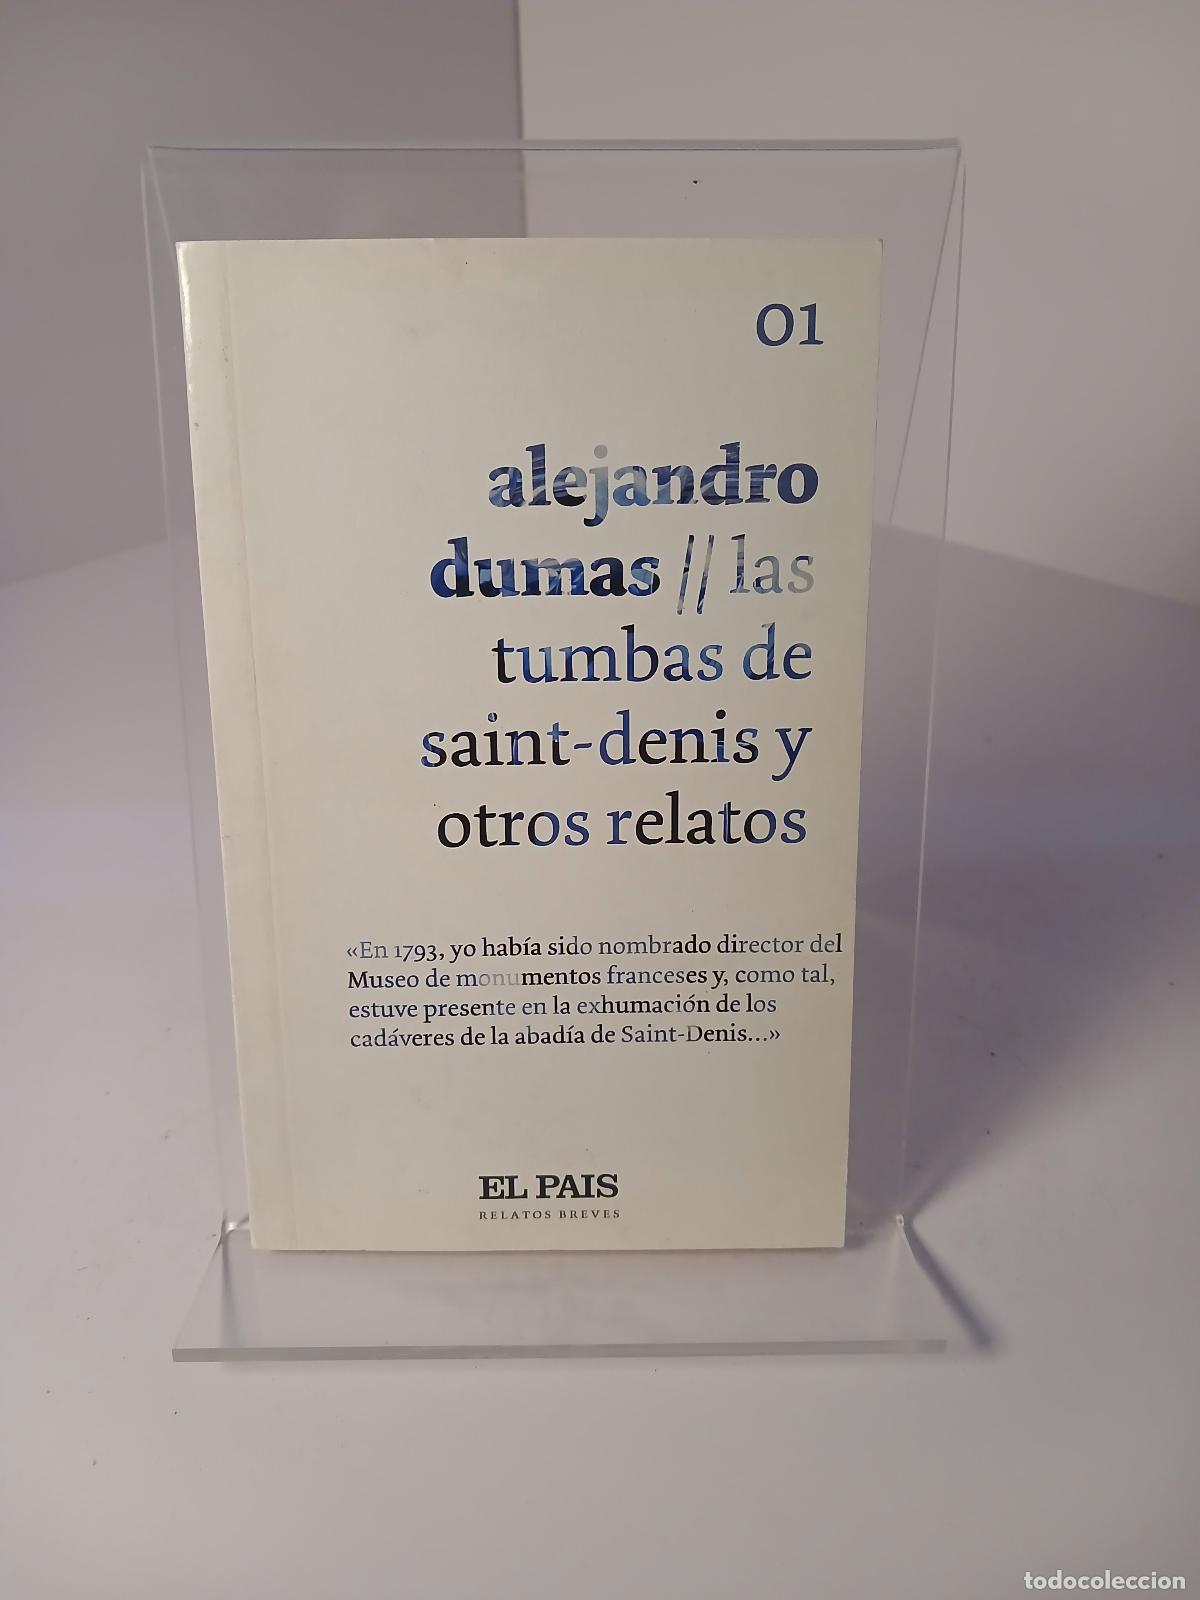 01
alejandro
dumas // las
tumbas de
saint-denis y
otros relatos
«En 1793, yo había sido nombrado director del
Museo de monumentos franceses y, como tal,
estuve presente en la exhumación de los
cadáveres de la abadía de Saint-Denis...»
EL PAIS
RELATOS BREVES
todocoleccion